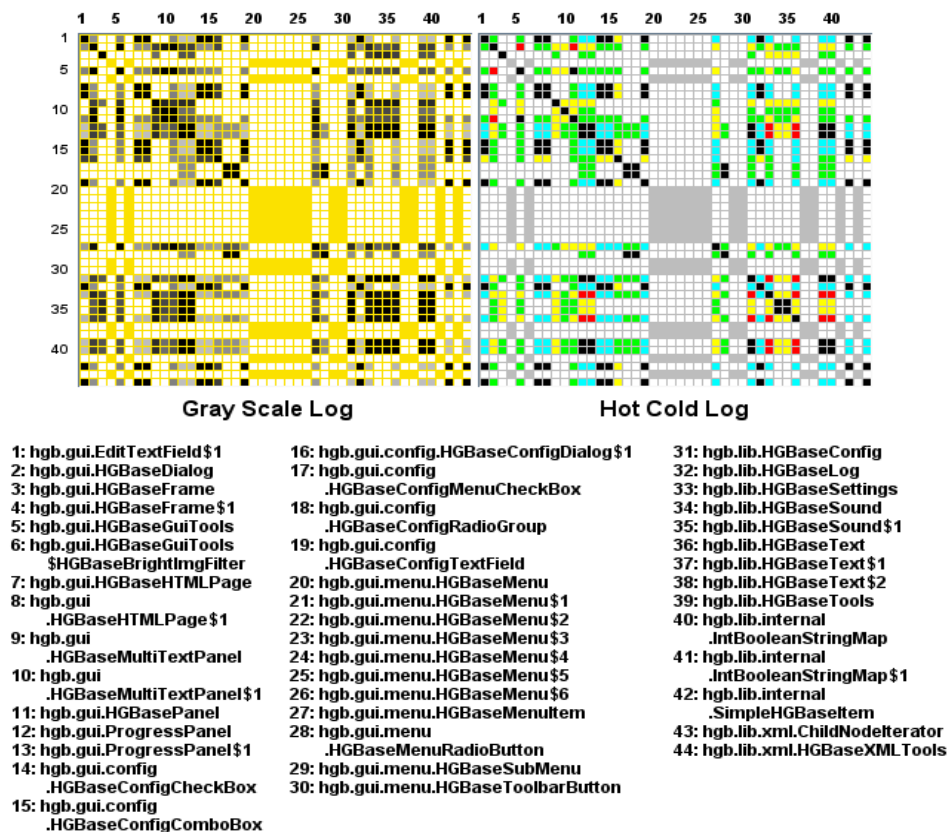 1 5 10 15 20 25 30 35 40 1 5 10 15 20 25 30 35 40
1
5
10
15
20
25
30
35
40
Gray Scale Log
Hot Cold Log
1: hgb.gui.EditTextField$1
2: hgb.gui.HGBaseDialog
3: hgb.gui.HGBaseFrame
4: hgb.gui.HGBaseFrame$1
5: hgb.gui.HGBaseGuiTools
6: hgb.gui.HGBaseGuiTools
$HGBaseBrightImgFilter
7: hgb.gui.HGBaseHTMLPage
8: hgb.gui
.HGBaseHTMLPage$1
9: hgb.gui
.HGBaseMultiTextPanel
10: hgb.gui
.HGBaseMultiTextPanel$1
11: hgb.gui.HGBasePanel
12: hgb.gui.ProgressPanel
13: hgb.gui.ProgressPanel$1
14: hgb.gui.config
.HGBaseConfigCheckBox
15: hgb.gui.config
.HGBaseConfigComboBox
16: hgb.gui.config.HGBaseConfigDialog$1
17: hgb.gui.config
.HGBaseConfigMenuCheckBox
18: hgb.gui.config
.HGBaseConfigRadioGroup
19: hgb.gui.config
.HGBaseConfigTextField
20: hgb.gui.menu.HGBaseMenu
21: hgb.gui.menu.HGBaseMenu$1
22: hgb.gui.menu.HGBaseMenu$2
23: hgb.gui.menu.HGBaseMenu$3
24: hgb.gui.menu.HGBaseMenu$4
25: hgb.gui.menu.HGBaseMenu$5
26: hgb.gui.menu.HGBaseMenu$6
27: hgb.gui.menu.HGBaseMenuItem
28: hgb.gui.menu
.HGBaseMenuRadioButton
29: hgb.gui.menu.HGBaseSubMenu
30: hgb.gui.menu.HGBaseToolbarButton
31: hgb.lib.HGBaseConfig
32: hgb.lib.HGBaseLog
33: hgb.lib.HGBaseSettings
34: hgb.lib.HGBaseSound
35: hgb.lib.HGBaseSound$1
36: hgb.lib.HGBaseText
37: hgb.lib.HGBaseText$1
38: hgb.lib.HGBaseText$2
39: hgb.lib.HGBaseTools
40: hgb.lib.internal
.IntBooleanStringMap
41: hgb.lib.internal
.IntBooleanStringMap$1
42: hgb.lib.internal
.SimpleHGBaseItem
43: hgb.lib.xml.ChildNodeIterator
44: hgb.lib.xml.HGBaseXMLTools